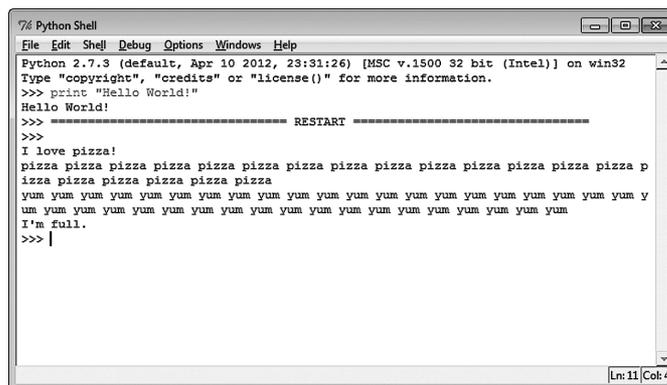 Python Shell
File Edit Shell Debug Options Windows Help
Python 2.7.3 (default, Apr 10 2012, 23:31:26) [MSC v.1500 32 bit (Intel)] on win32
Type "copyright", "credits" or "license()" for more information.
>>> print "Hello World!"
Hello World!
>>> ================================ RESTART ================================
>>>
I love pizza!
pizza pizza pizza pizza pizza pizza pizza pizza pizza pizza pizza pizza pizza pizza p
izza pizza pizza pizza pizza pizza
yum yum yum yum yum yum yum yum yum yum yum yum yum yum yum yum yum yum yum yum yum y
um yum yum yum yum yum yum yum yum yum yum yum yum yum yum yum yum yum yum
I'm full.
>>>
Ln: 11 Col: 4